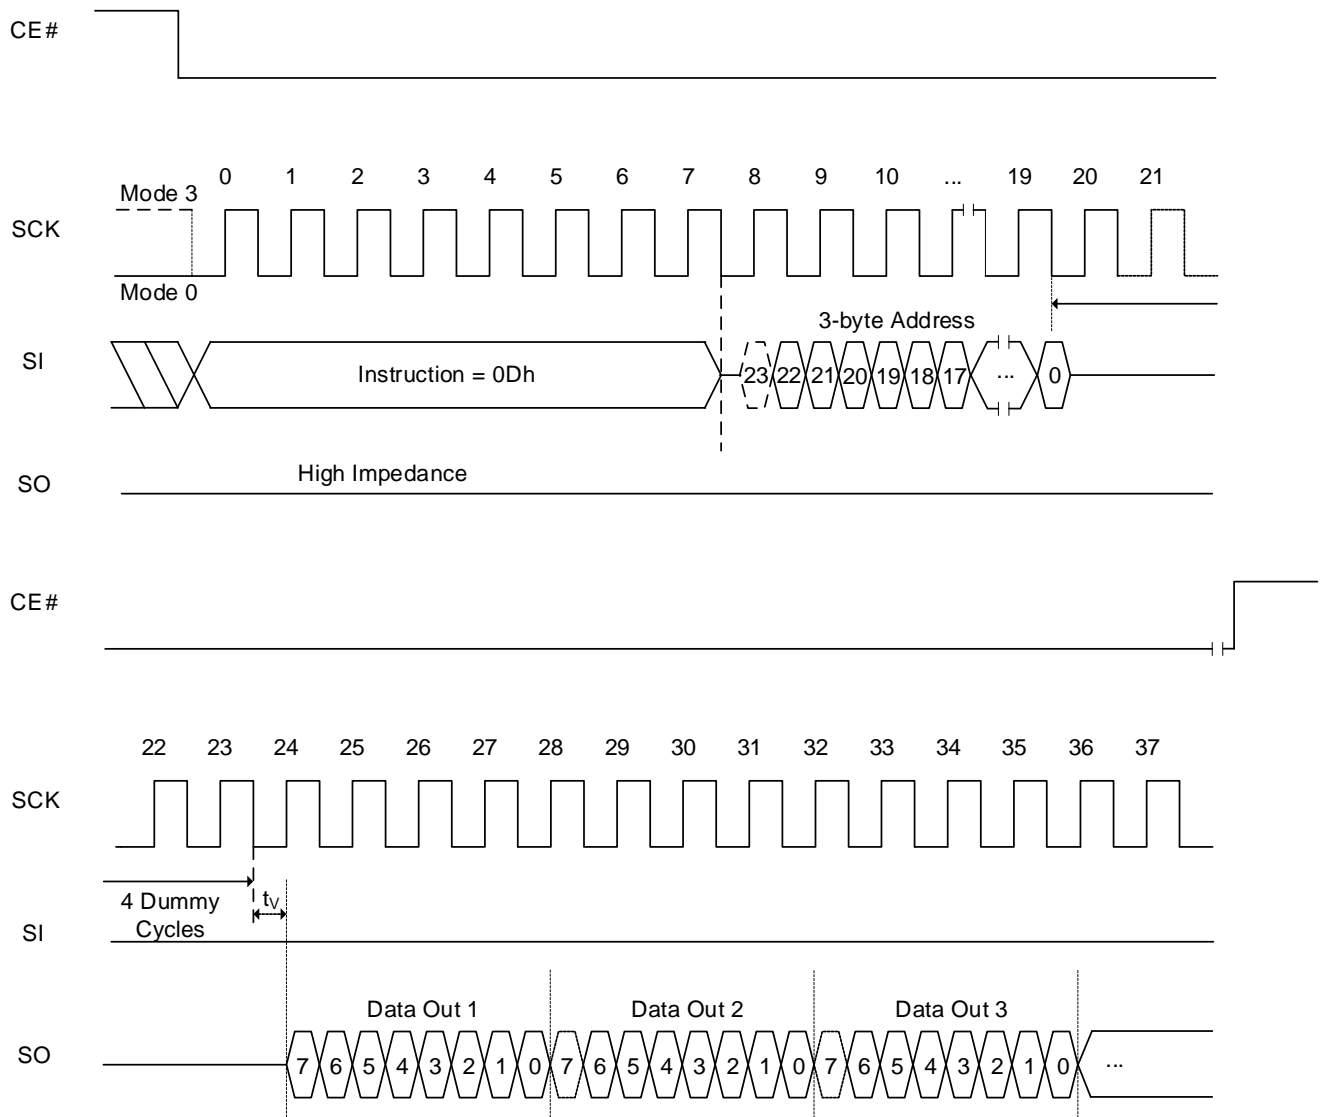 CE#
0 1 2 3 4 5 6 7 8 9 10 ... 19 20 21
Mode 3
SCK
Mode 0
3-byte Address
SI
Instruction = 0Dh
23 22 21 20 19 18 17 ... 0
High Impedance
SO
CE#
22 23 24 25 26 27 28 29 30 31 32 33 34 35 36 37
SCK
4 Dummy
Cycles
tV
SI
Data Out 1 Data Out 2 Data Out 3
SO
7 6 5 4 3 2 1 0 7 6 5 4 3 2 1 0 7 6 5 4 3 2 1 0 ...